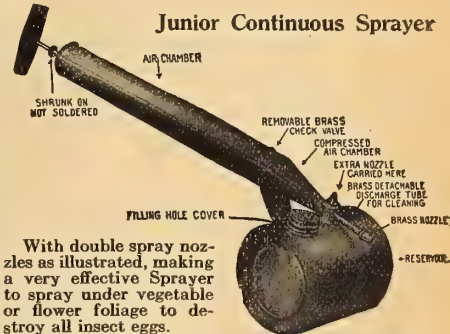 Junior Continuous Sprayer
AIR CHAMBER
SHRUNK ON
NOT SOLDERED
REMOVABLE BRASS
CHECK VALVE
COMPRESSED
AIR CHAMBER
EXTRA NOZZLE
CARRIED HERE
BRASS DETACHABLE
DISCHARGE TUBE
FOR CLEANING
BRASS NOZZLE
FILLING HOLE COVER
RESERVOIR
With double spray noz-
zles as illustrated, making
a very effective Sprayer
to spray under vegetable
or flower foliage to de-
stroy all insect eggs.